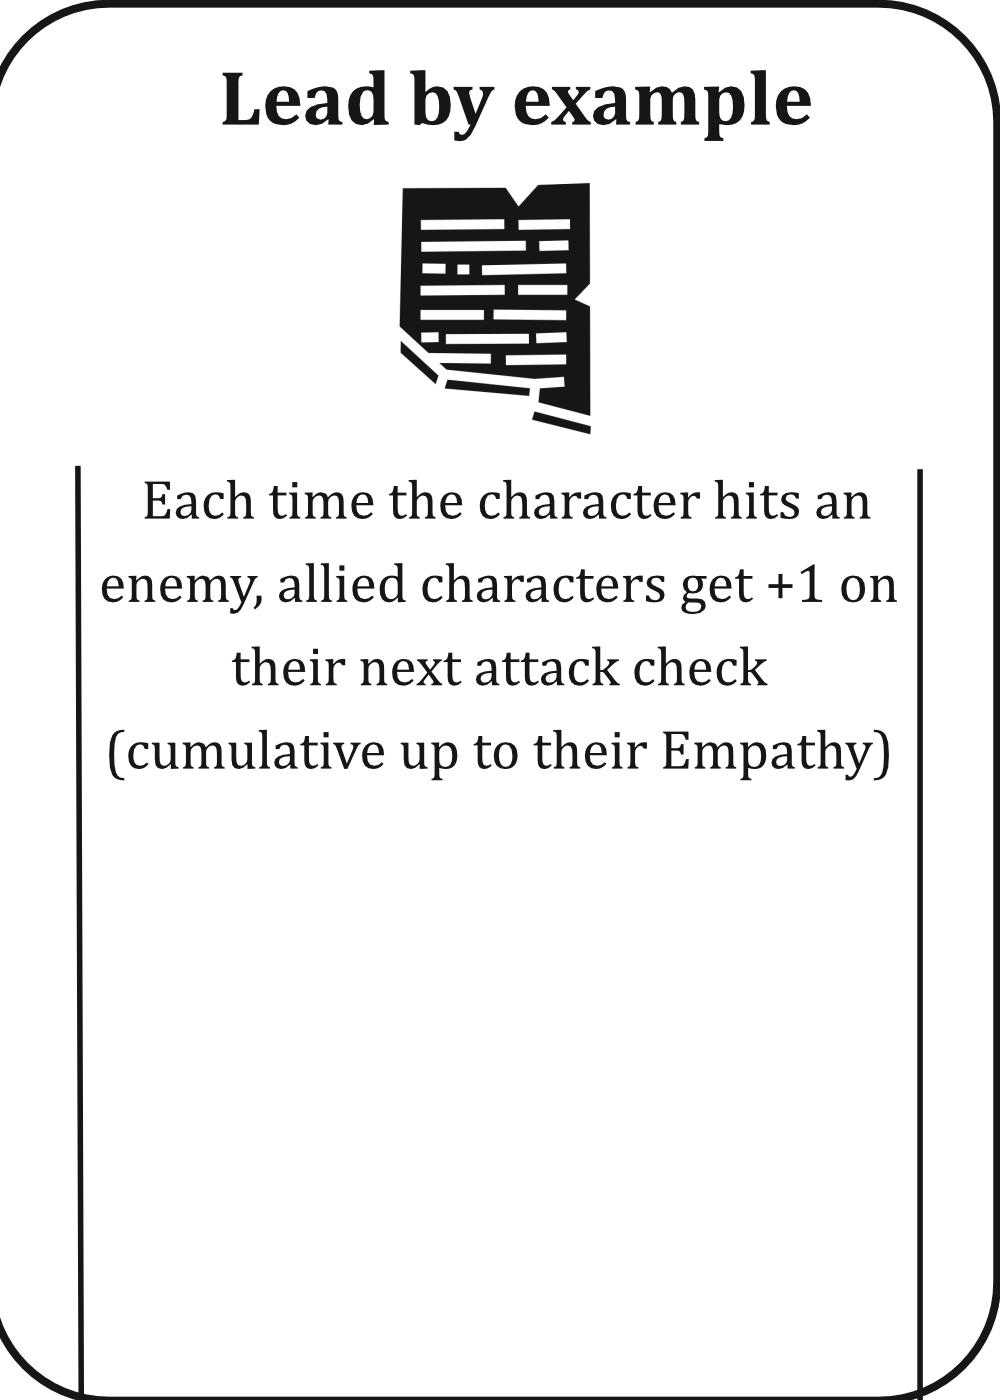 Lead by example
Each time the character hits an
enemy, allied characters get +1 on
their next attack check
(cumulative up to their Empathy)